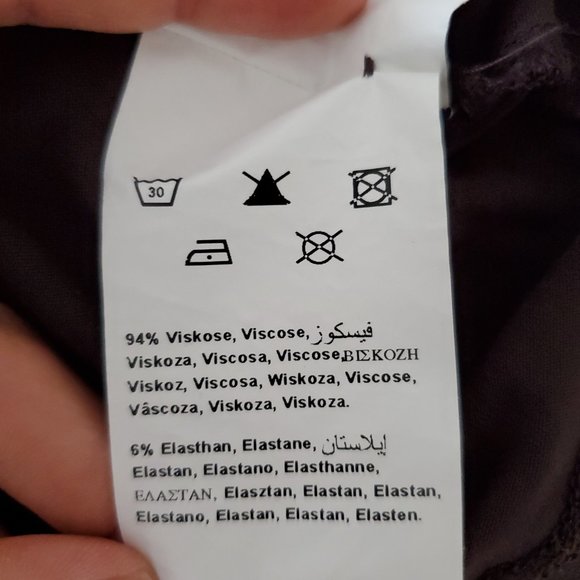 30
94% Viskose, Viscose, فيسكوز
Viskoza, Viscosa, Viscose,ΒΙΣΚΟΖΗ
Viskoz, Viscosa, Wiskoza, Viscose,
Vâscoza, Viskoza, Viskoza.
6% Elasthan, Elastane, إيلاستان
Elastan, Elastano, Elasthanne,
ΕΛΑΣΤΑΝ, Elasztan, Elastan, Elastan,
Elastano, Elastan, Elastan, Elasten.